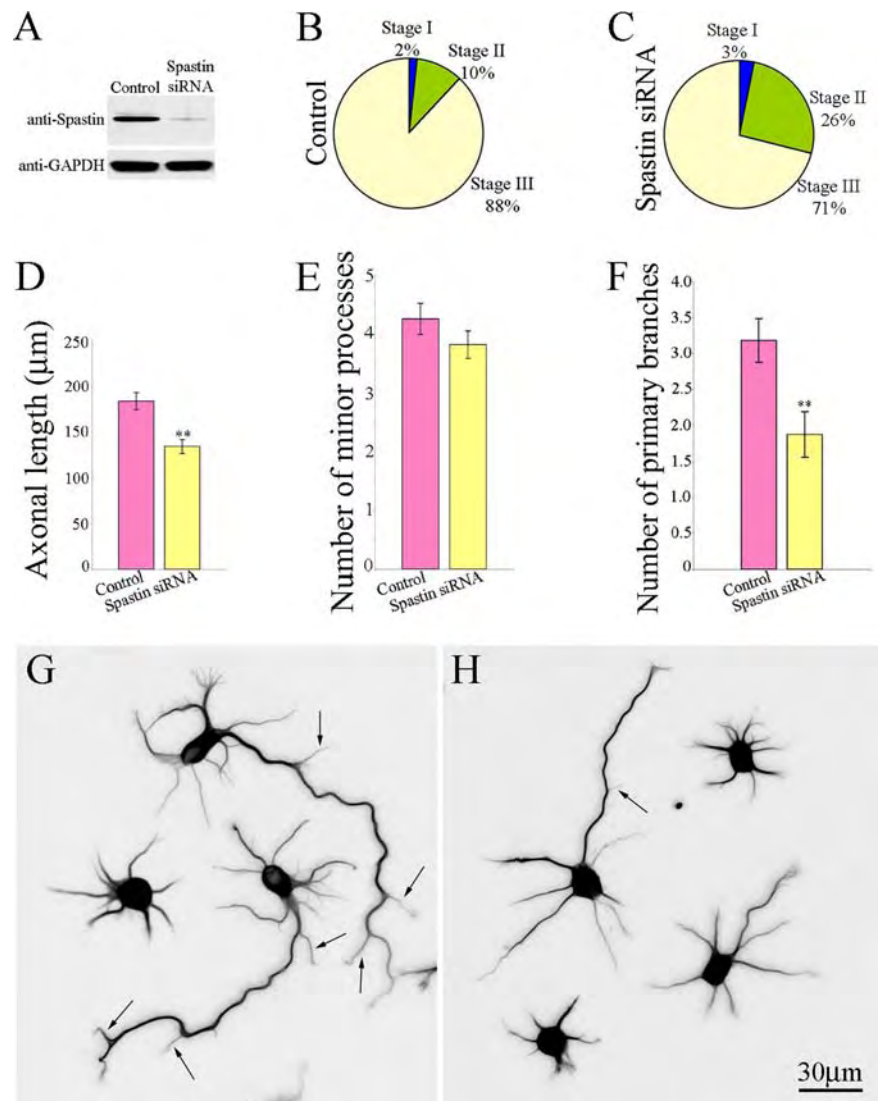 A
Control
Spastin
siRNA
anti-Spastin
anti-GAPDH
B
Control
Stage I
2%
Stage II
10%
Stage III
88%
C
Spastin siRNA
Stage I
3%
Stage II
26%
Stage III
71%
D
Axonal length (µm)
250
200
150
100
50
0
**
Control
Spastin siRNA
E
Number of minor processes
5
4
3
2
1
0
Control
Spastin siRNA
F
Number of primary branches
4.0
3.5
3.0
2.5
2.0
1.5
1.0
0.5
0
**
Control
Spastin siRNA
G
H
30µm